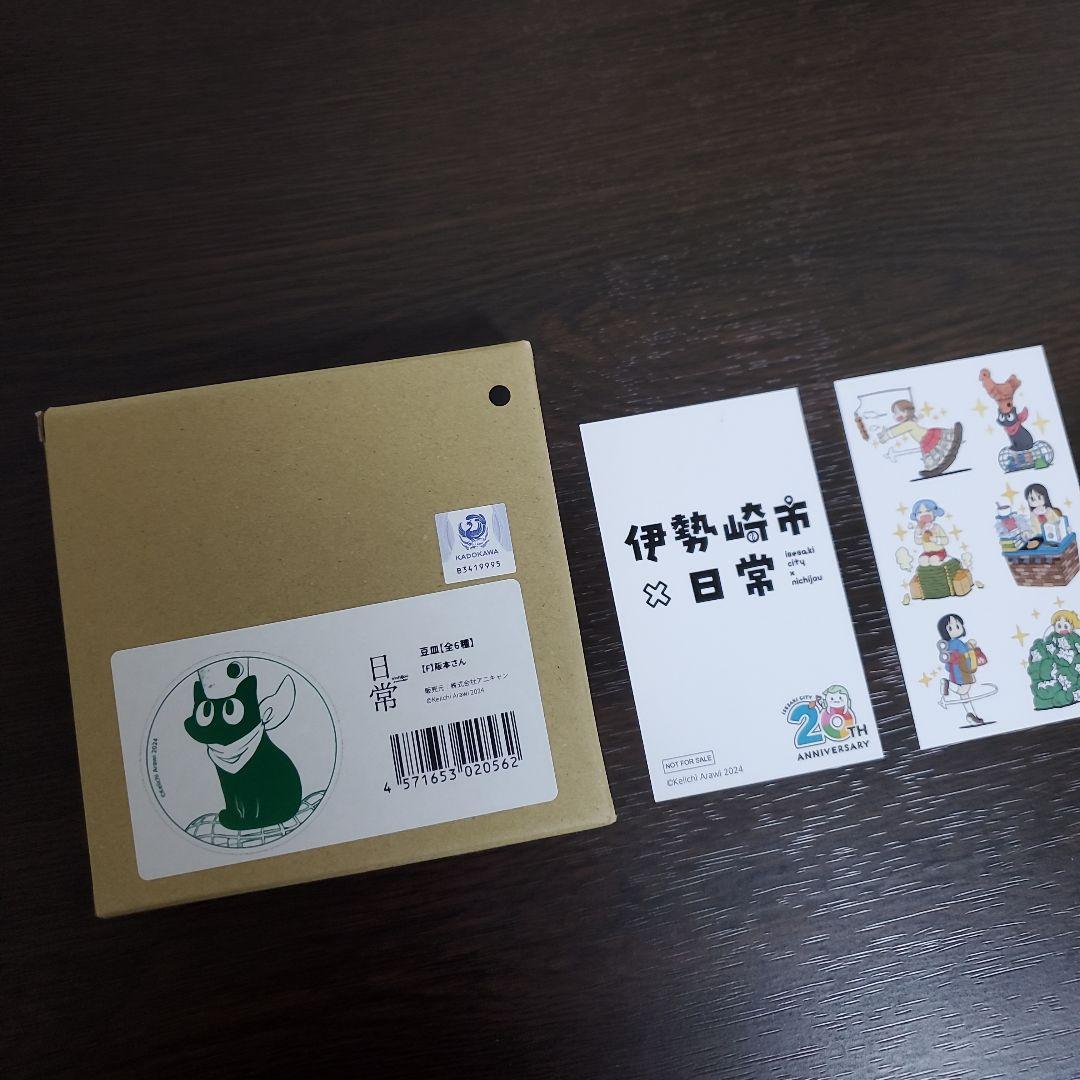 KADOKAWA
B3419995
日常
豆皿【全6種】
【F】阪本さん
販売元：株式会社アニキャン
©Keiichi Arawi 2024
©Keiichi Arawi 2024
4 571653 020562
伊勢崎市
の
×日常
isesaki
city
×
nichijou
ISESAKI CITY
20TH
ANNIVERSARY
NOT FOR SALE
©Keiichi Arawi 2024